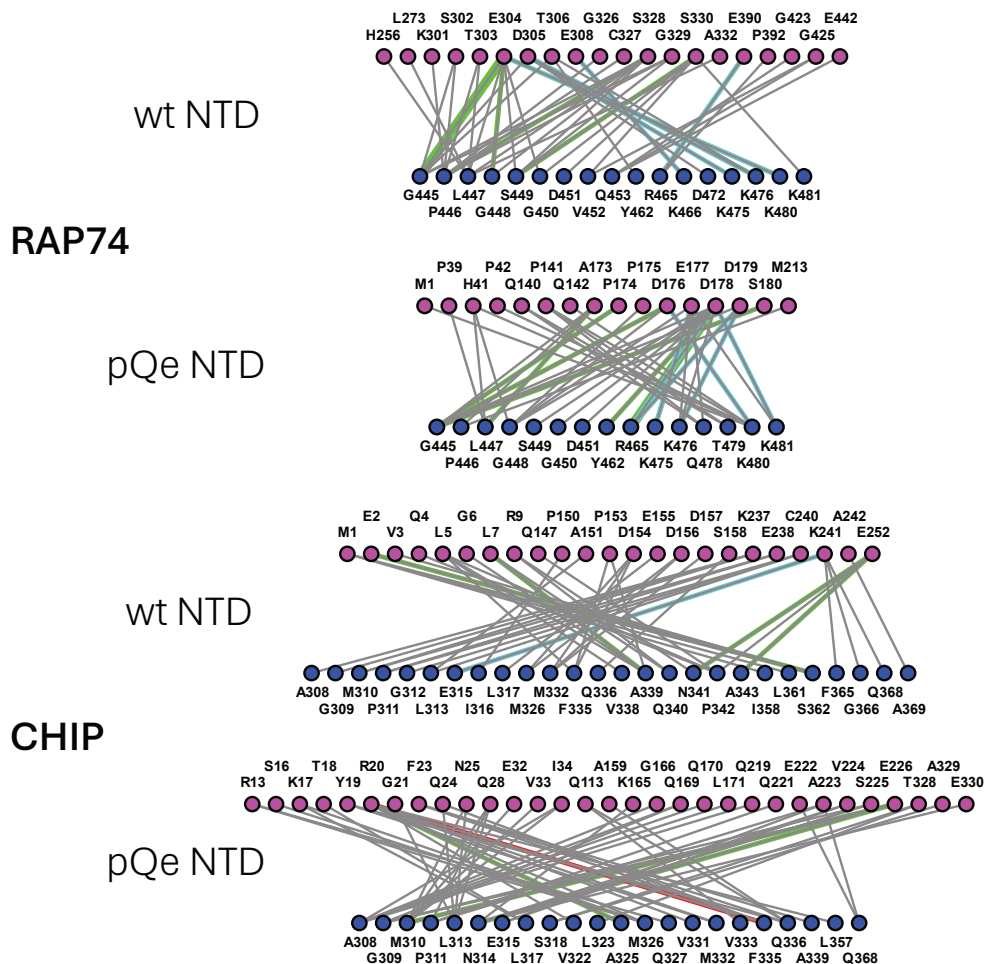 L273 S302 E304 T306 G326 S328 S330 E390 G423 E442
H256 K301 T303 D305 E308 C327 G329 A332 P392 G425
wt NTD
G445 L447 S449 D451 Q453 R465 D472 K476 K481
P446 G448 G450 V452 Y462 K466 K475 K480
RAP74
P39 P42 P141 A173 P175 E177 D179 M213
M1 H41 Q140 Q142 P174 D176 D178 S180
pQe NTD
G445 L447 S449 D451 R465 K476 T479 K481
P446 G448 G450 Y462 K475 Q478 K480
E2 Q4 G6 R9 P150 P153 E155 D157 K237 C240 A242
M1 V3 L5 L7 Q147 A151 D154 D156 S158 E238 K241 E252
wt NTD
A308 M310 G312 E315 L317 M332 Q336 A339 N341 A343 L361 F365 Q368
G309 P311 L313 I316 M326 F335 V338 Q340 P342 I358 S362 G366 A369
CHIP
S16 T18 R20 F23 N25 E32 I34 A159 G166 Q170 Q219 E222 V224 E226 A329
R13 K17 Y19 G21 Q24 Q28 V33 Q113 K165 Q169 L171 Q221 A223 S225 T328 E330
pQe NTD
A308 M310 L313 E315 S318 L323 M326 V331 V333 Q336 L357
G309 P311 N314 L317 V322 A325 Q327 M332 F335 A339 Q368